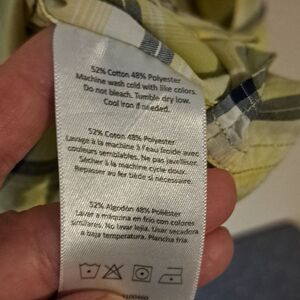 52% Cotton 48% Polyester
Machine wash cold with like colors.
Do not bleach. Tumble dry low.
Cool iron if needed.
52% Coton 48% Polyester
Lavage à la machine à l'eau froide avec
couleurs semblables. Ne pas javelliser.
Sécher à la machine cycle doux.
Repasser au fer tiède si nécessaire.
52% Algodón 48% Poliéster
Lavar a máquina en frío con colores
similares. No usar lejía. Usar secadora
a baja temperatura. Plancha fría.